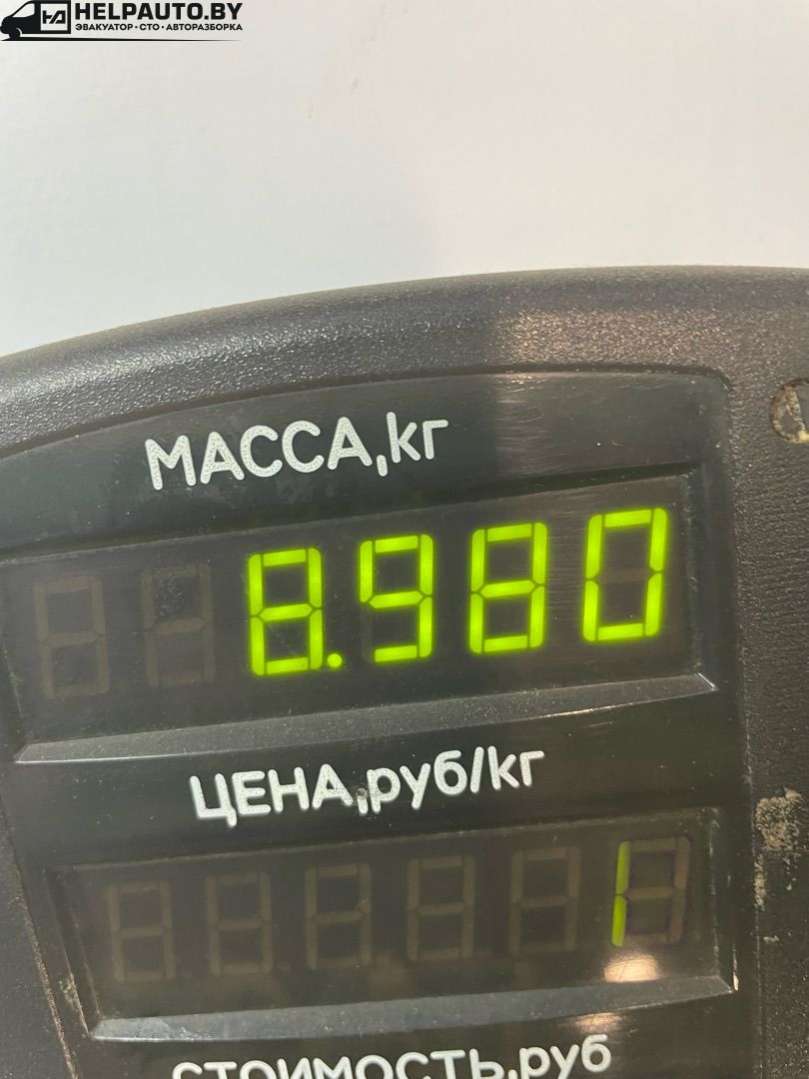 HELPAUTO.BY
ЭВАКУАТОР • СТО • АВТОРАЗБОРКА
МАССА,кг
8.980
ЦЕНА,руб/кг
1
СТОИМОСТЬ,руб